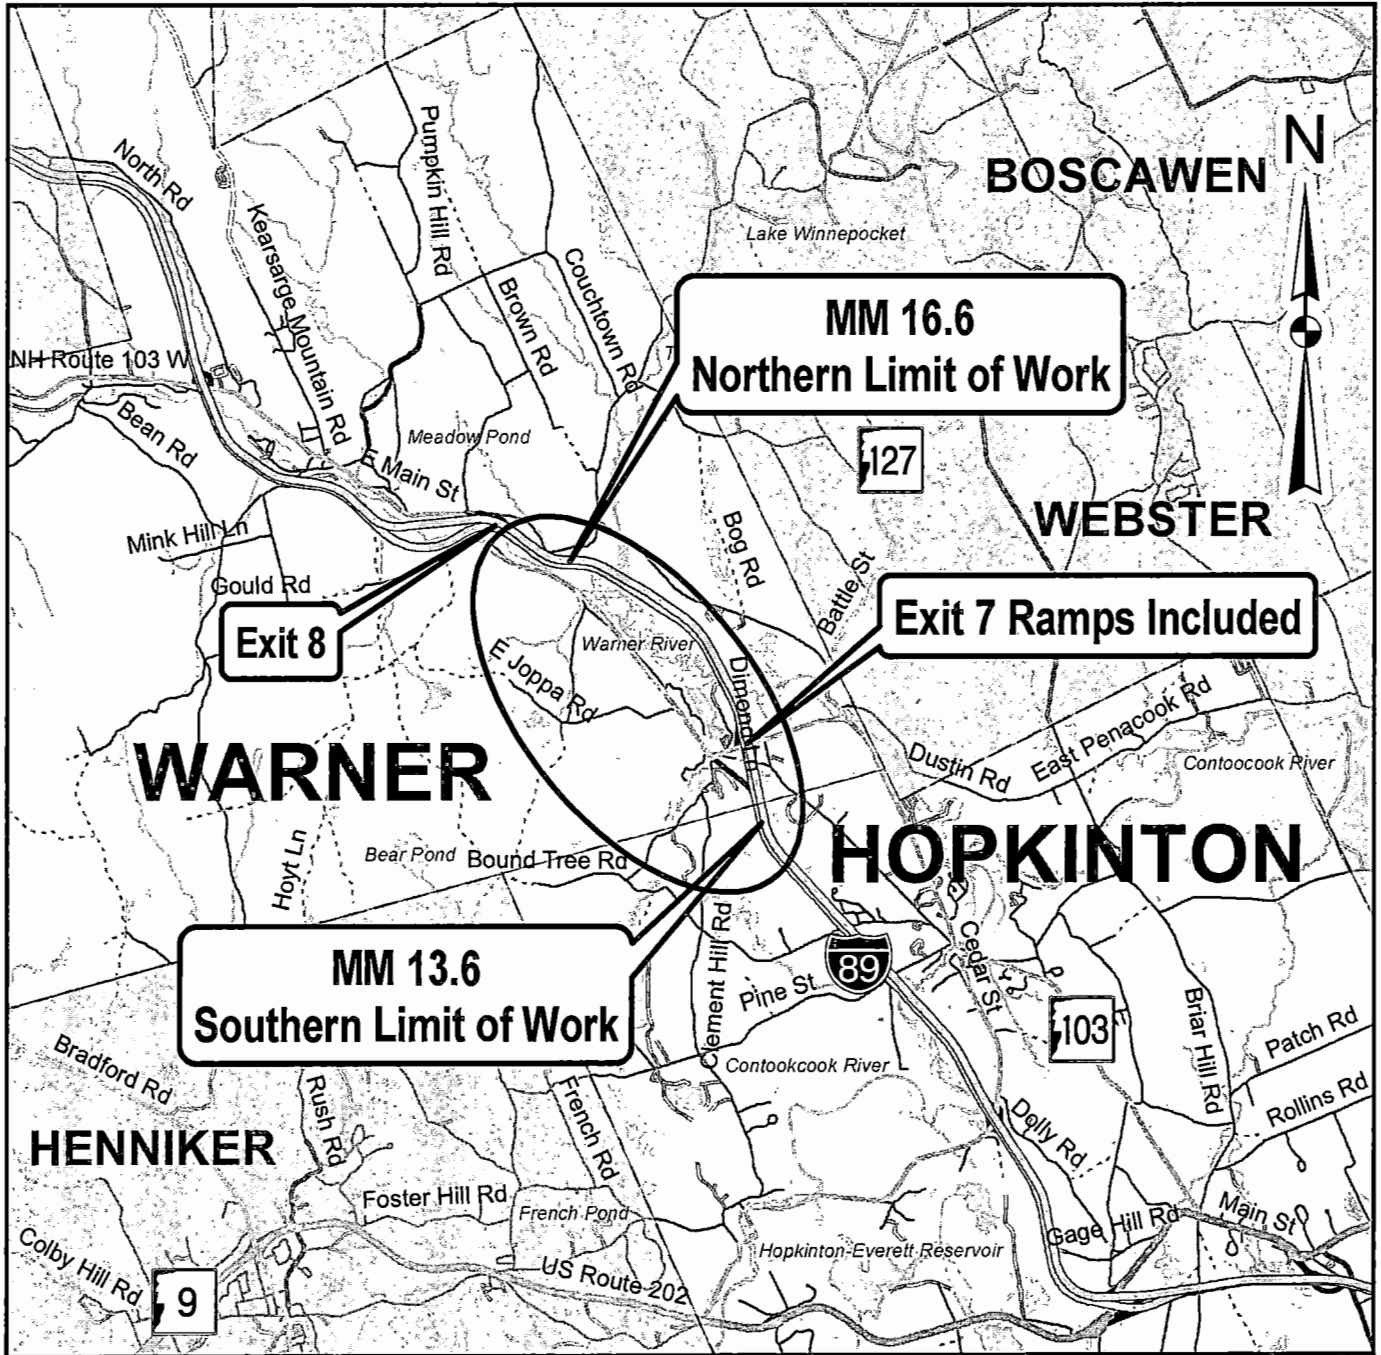 N
BOSCAWEN
North Rd
Pumpkin Hill Rd
Lake Winnepocket
Kearsarge Mountain Rd
Couchtown Rd
Brown Rd
MM 16.6
Northern Limit of Work
NH Route 103 W
Bean Rd
Meadow Pond
127
E Main St
WEBSTER
Mink Hill Ln
Bog Rd
Battle St
Gould Rd
Exit 8
Exit 7 Ramps Included
Warner River
E Joppa Rd
Dimond Ln
East Penacook Rd
Dustin Rd
Contoocook River
WARNER
HOPKINTON
Bear Pond
Bound Tree Rd
Hoyt Ln
MM 13.6
Southern Limit of Work
Clement Hill Rd
89
Cedar St
Pine St
103
Briar Hill Rd
Patch Rd
Contookcook River
Bradford Rd
Rush Rd
French Rd
Rollins Rd
Dolly Rd
HENNIKER
Foster Hill Rd
French Pond
Gage Hill Rd
Main St
Hopkinton-Everett Reservoir
Colby Hill Rd
US Route 202
9